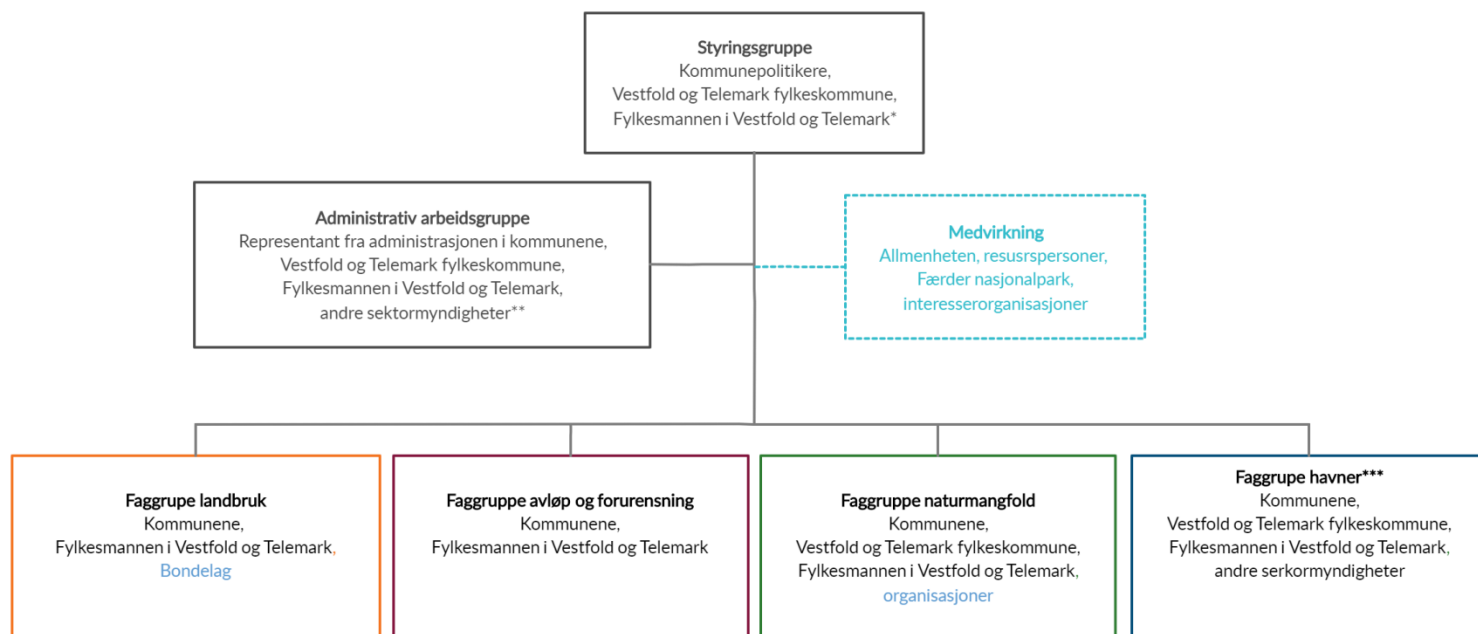 Styringsgruppe
Kommunepolitikere,
Vestfold og Telemark fylkeskommune,
Fylkesmannen i Vestfold og Telemark*
Administrativ arbeidsgruppe
Representant fra administrasjonen i kommunene,
Vestfold og Telemark fylkeskommune,
Fylkesmannen i Vestfold og Telemark,
andre sektormyndigheter**
Medvirkning
Allmenheten, resusrspersoner,
Færder nasjonalpark,
interesserorganisasjoner
Faggrupe landbruk
Kommunene,
Fylkesmannen i Vestfold og Telemark,
Bondelag
Faggruppe avløp og forurensning
Kommunene,
Fylkesmannen i Vestfold og Telemark
Faggruppe naturmangfold
Kommunene,
Vestfold og Telemark fylkeskommune,
Fylkesmannen i Vestfold og Telemark,
organisasjoner
Faggrupe havner***
Kommunene,
Vestfold og Telemark fylkeskommune,
Fylkesmannen i Vestfold og Telemark,
andre serkormyndigheter